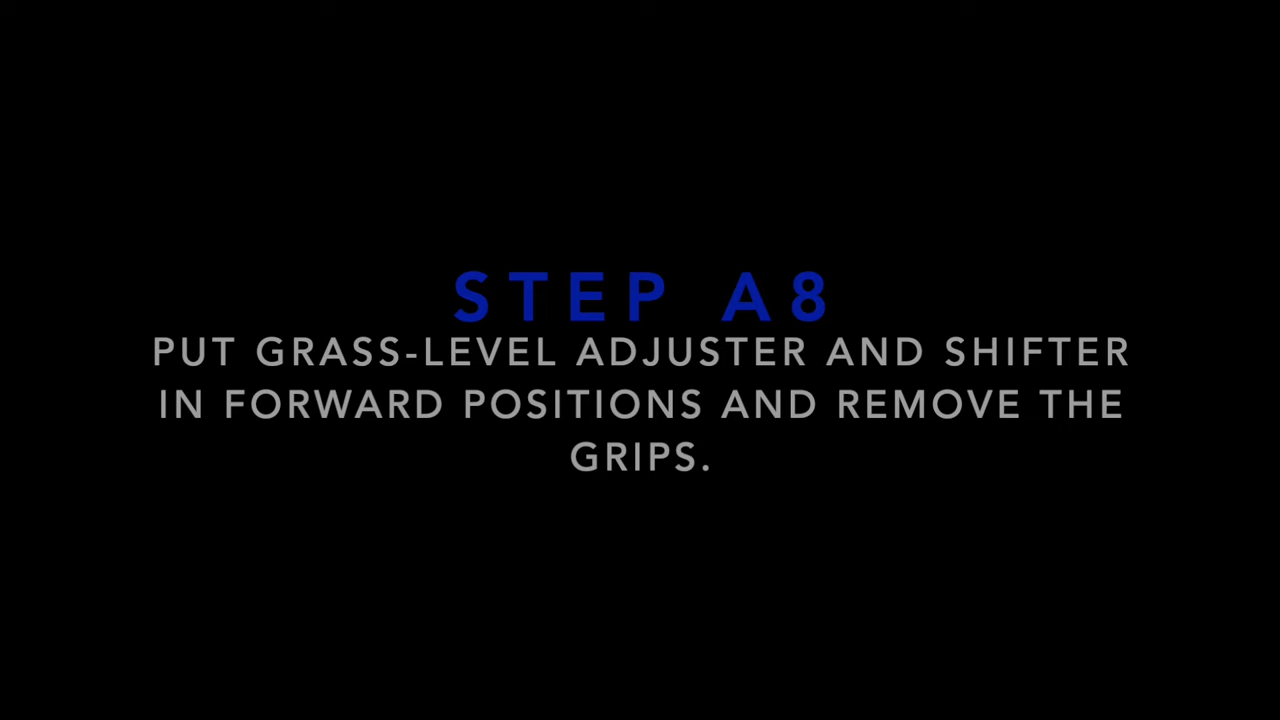 STEP A8
PUT GRASS-LEVEL ADJUSTER AND SHIFTER
IN FORWARD POSITIONS AND REMOVE THE
GRIPS.